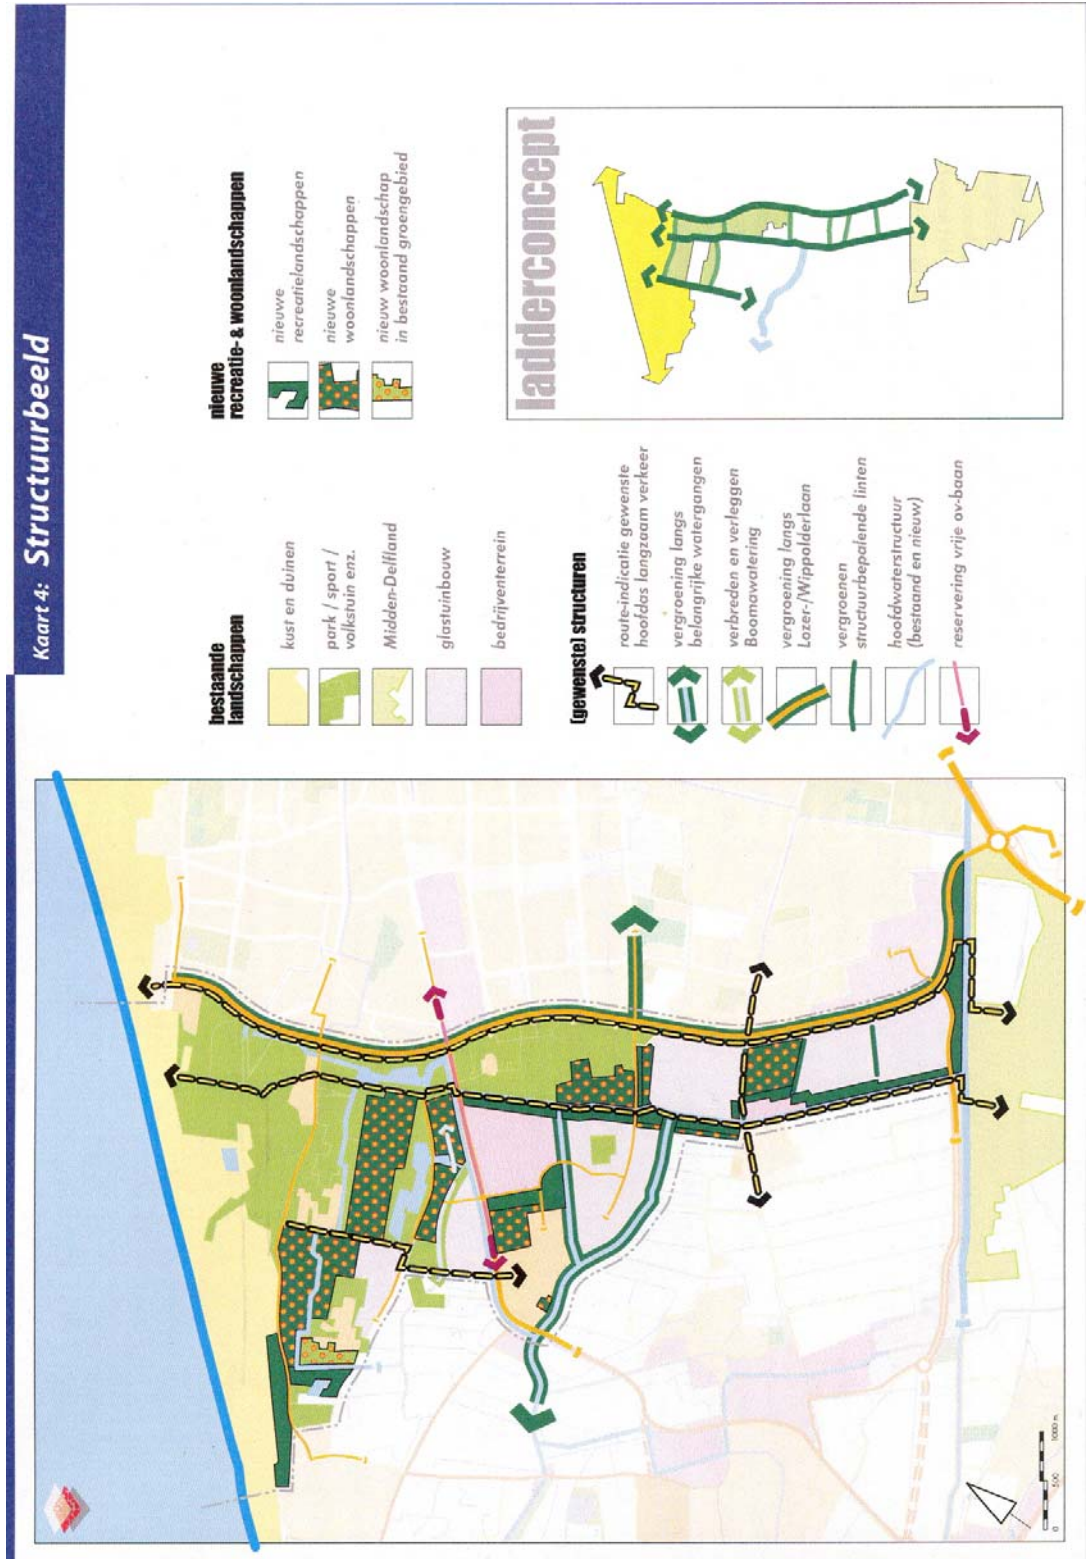 Kaart 4: Structuurbeeld
bestaande
landschappen
kust en duinen
park / sport /
volkstuin enz.
Midden-Delfland
glastuinbouw
bedrijventerrein
nieuwe
recreatie- & woonlandschappen
nieuwe
recreatielandschappen
nieuwe
woonlandschappen
nieuw woonlandschap
in bestaand groengebied
(gewenste) structuren
route-indicatie gewenste
hoofdas langzaam verkeer
vergroening langs
belangrijke watergangen
verbreden en verleggen
Boomawatering
vergroening langs
Lozer-/Wippolderlaan
vergroenen
structuurbepalende linten
hoofdwaterstructuur
(bestaand en nieuw)
reservering vrije ov-baan
ladderconcept
0 500 1000 m